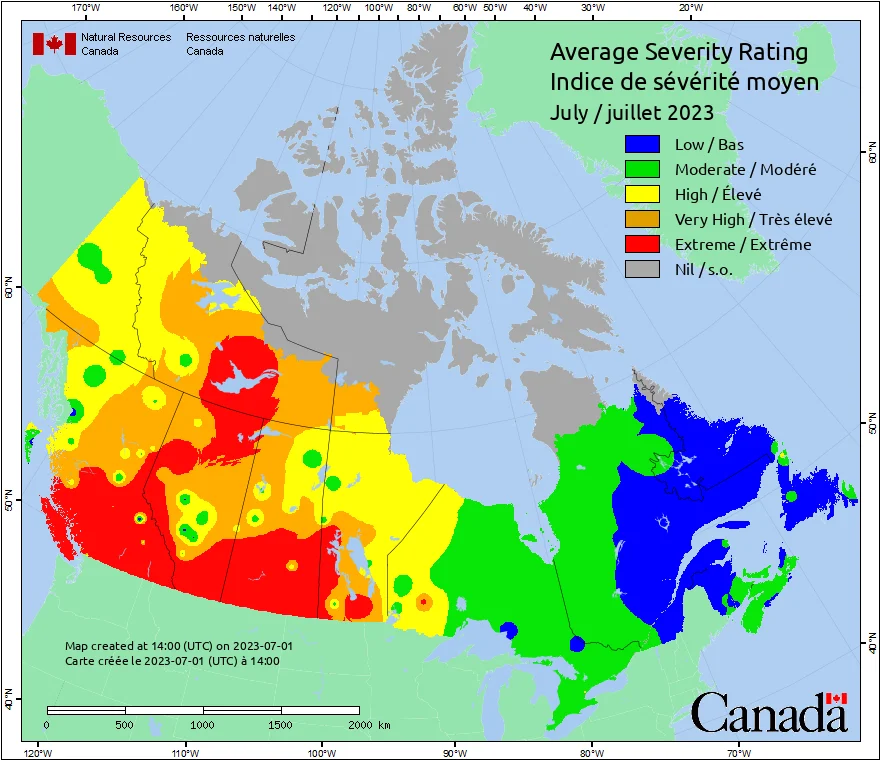 170°W 160°W 150°W 140°W 130°W 120°W 110°W 100°W 90°W 80°W 70°W 60°W 50°W 40°W 30°W 20°W
Natural Resources Canada
Ressources naturelles Canada
Average Severity Rating
Indice de sévérité moyen
July / juillet 2023
Low / Bas
Moderate / Modéré
High / Élevé
Very High / Très élevé
Extreme / Extrême
Nil / s.o.
60°N
60°N
50°N
50°N
40°N
40°N
Map created at 14:00 (UTC) on 2023-07-01
Carte créée le 2023-07-01 (UTC) à 14:00
0 500 1000 1500 2000 km
Canada
120°W 110°W 100°W 90°W 80°W 70°W